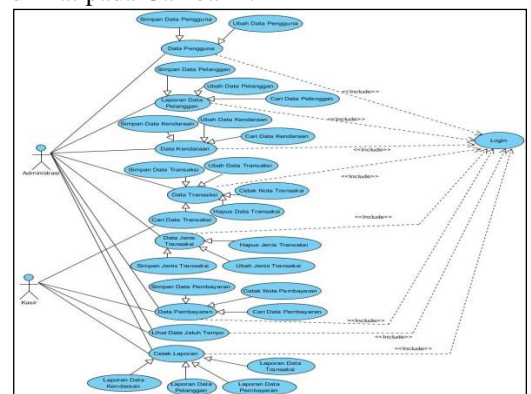 Simpan Data Pengguna
Ubah Data Pengguna
Data Pengguna
Simpan Data Pelanggan
Ubah Data Pelanggan
<<Include>>
Laporan Data
Pelanggan
Cari Data Pelanggan
<<Include>>
Simpan Data Kendaraan
Ubah Data Kendaraan
Cari Data Kendaraan
Login
Data Kendaraan
<<Include>>
Administrasi
Simpan Data Transaksi
Ubah Data Transaksi
<<Include>>
Data Transaksi
Cetak Nota Transaksi
Hapus Data Transaksi
Cari Data Transaksi
<<Include>>
Data Jenis
Transaksi
Hapus Jenis Transaksi
Simpan Jenis Transaksi
Ubah Jenis Transaksi
Kasir
Simpan Data Pembayaran
Cetak Nota Pembayaran
Data Pembayaran
Cari Data Pembayaran
<<Include>>
Lihat Data Jatuh Tempo
<<Include>>
Cetak Laporan
Laporan Data
Transaksi
Laporan Data
Kendaraan
Laporan Data
Pelanggan
Laporan Data
Pembayaran